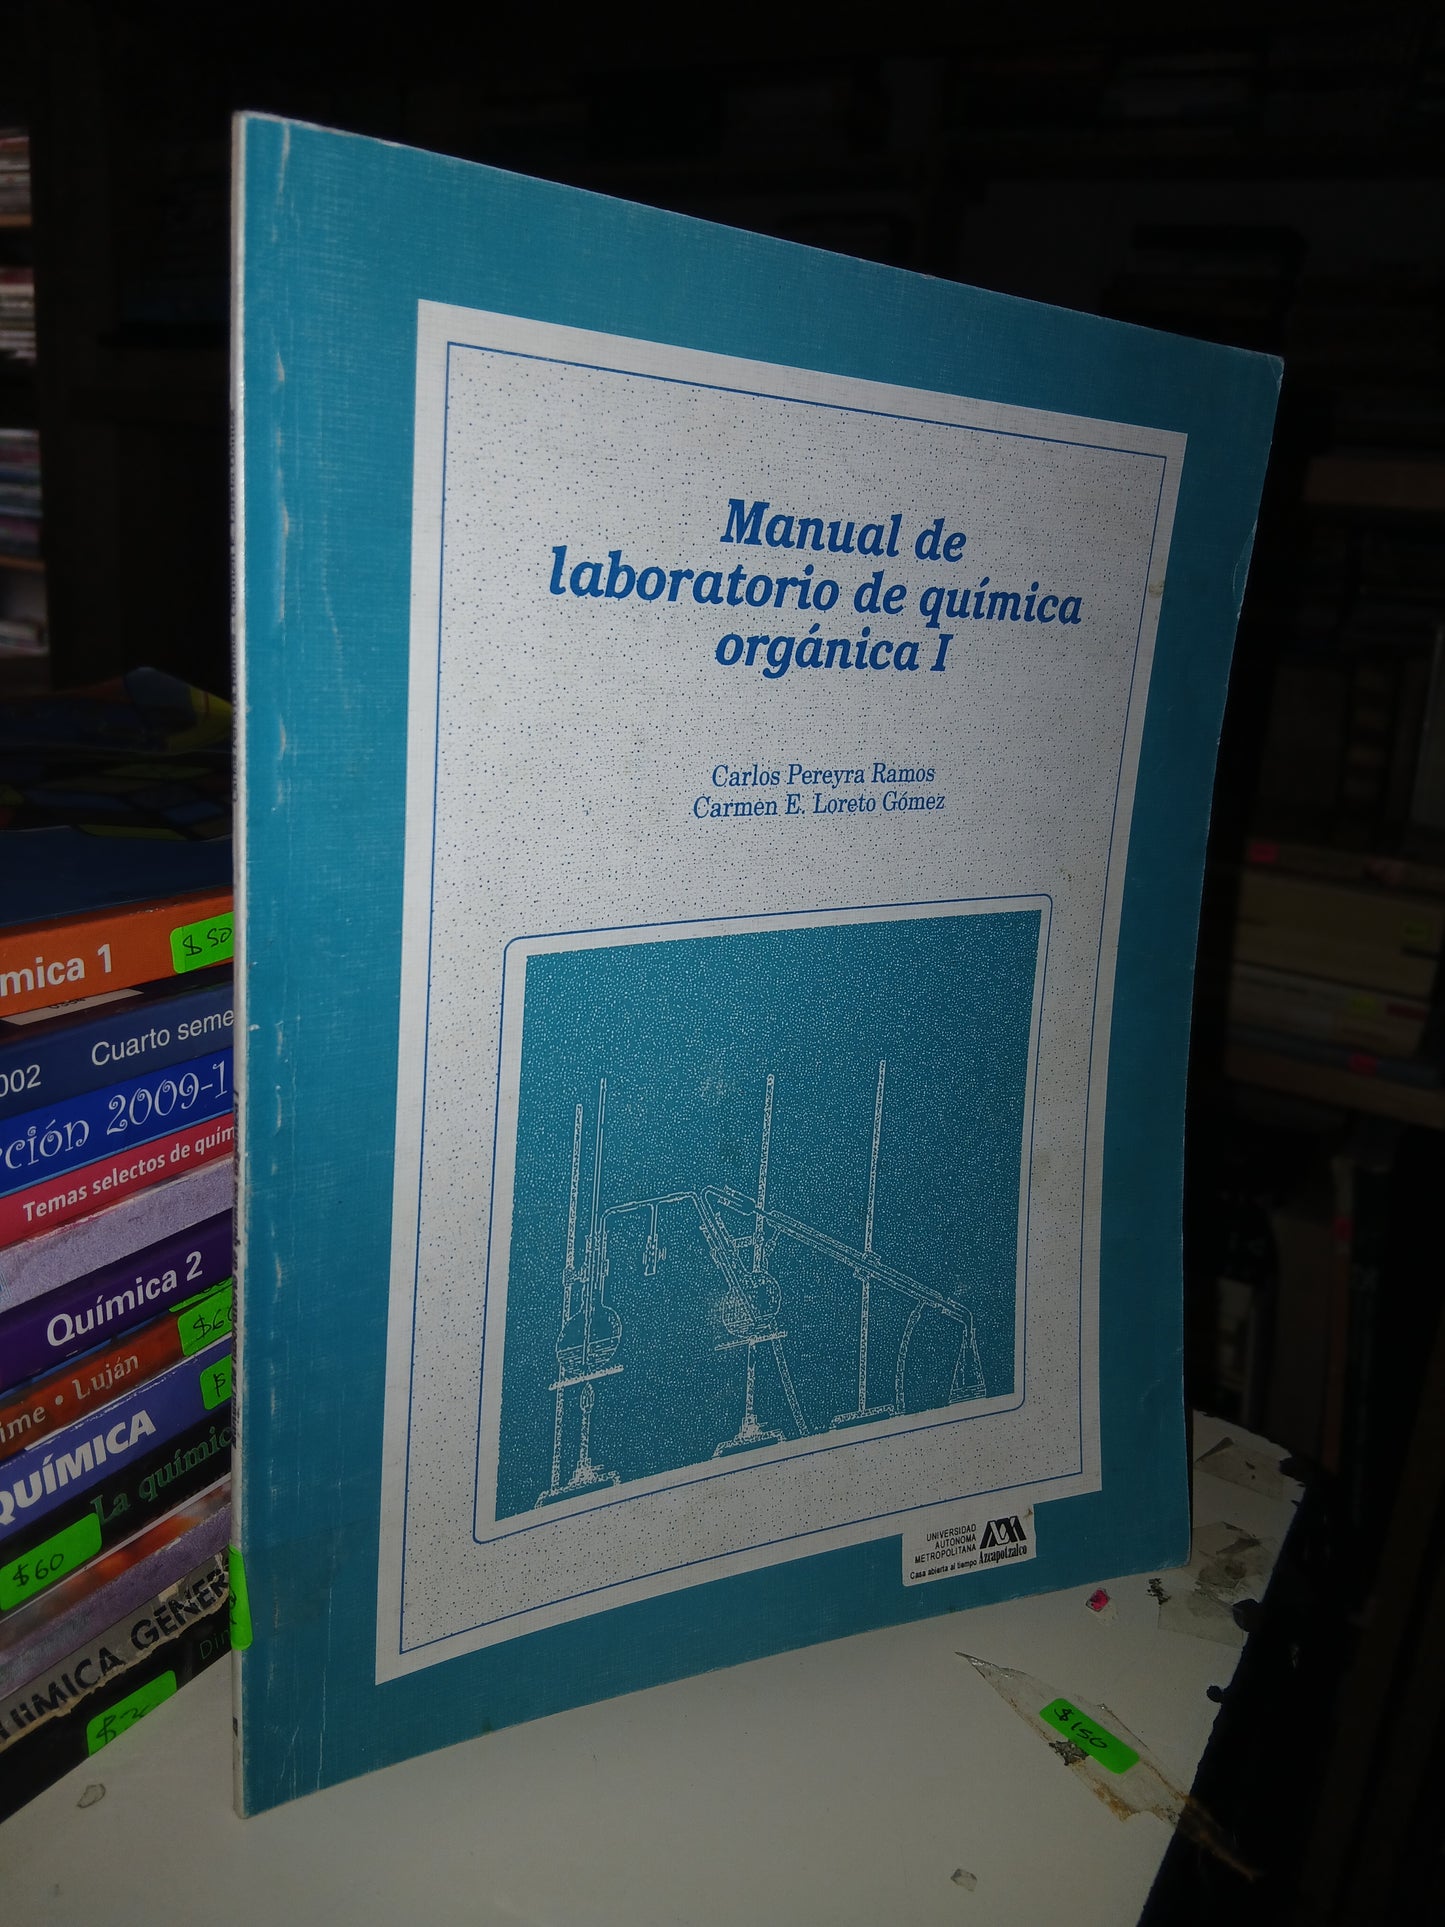 Manual de
laboratorio de química
orgánica I
Carlos Pereyra Ramos
Carmen E. Loreto Gómez
UNIVERSIDAD
AUTONOMA
METROPOLITANA
Casa abierta al tiempo Azcapotzalco
mica 1
$50
002 Cuarto seme
ción 2009-1
Temas selectos de quím
Química 2
$60
ime • Luján
QUÍMICA
La químic
$60
QUIMICA GENER
$150